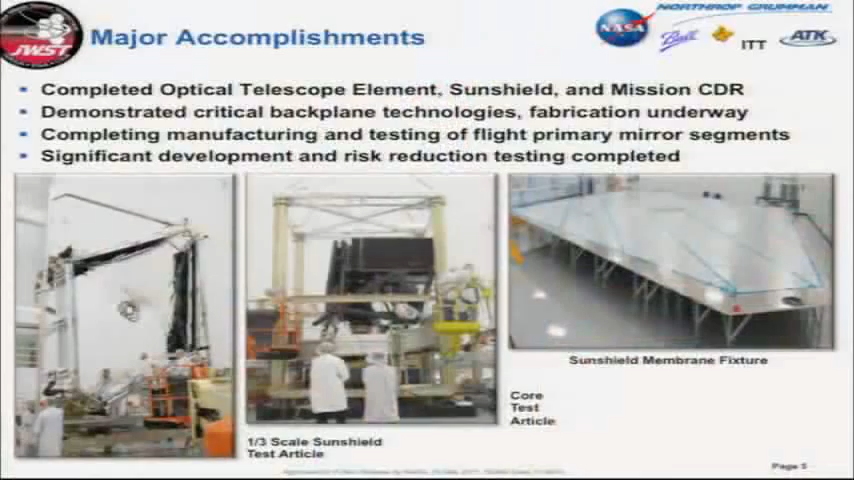 JWST
Major Accomplishments
NASA
NORTHROP GRUMMAN
Ball
ITT
ATK
Completed Optical Telescope Element, Sunshield, and Mission CDR
Demonstrated critical backplane technologies, fabrication underway
Completing manufacturing and testing of flight primary mirror segments
Significant development and risk reduction testing completed
Sunshield Membrane Fixture
Core
Test
Article
1/3 Scale Sunshield
Test Article
Page 5